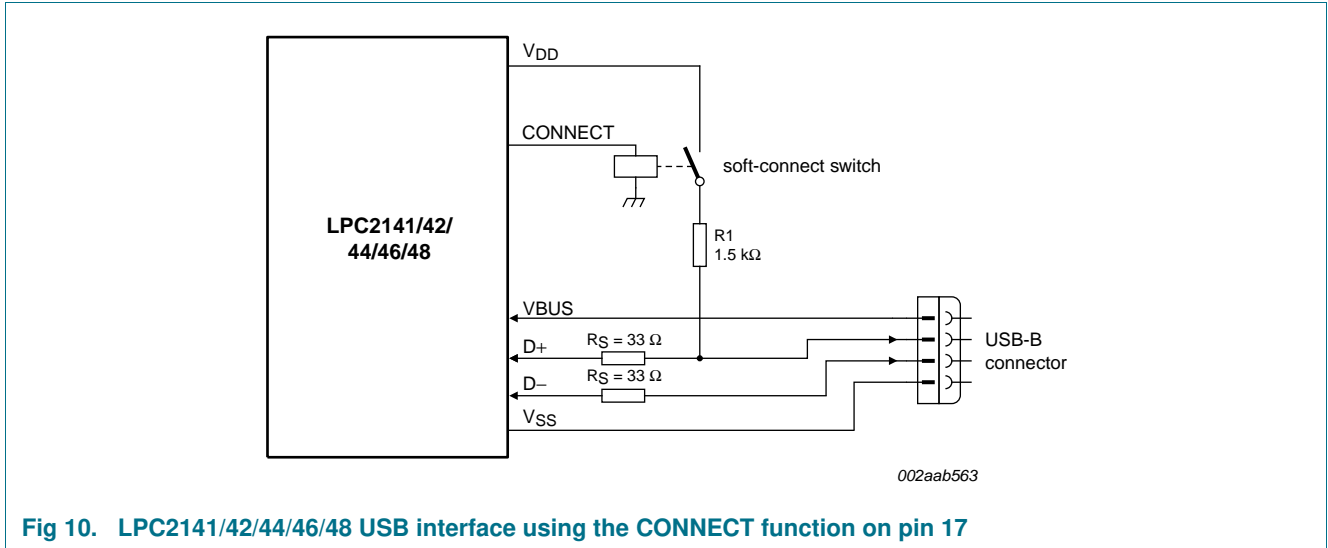 VDD
CONNECT
soft-connect switch
LPC2141/42/
44/46/48
R1
1.5 kΩ
VBUS
D+
RS = 33 Ω
USB-B
connector
D−
RS = 33 Ω
VSS
002aab563
Fig 10. LPC2141/42/44/46/48 USB interface using the CONNECT function on pin 17